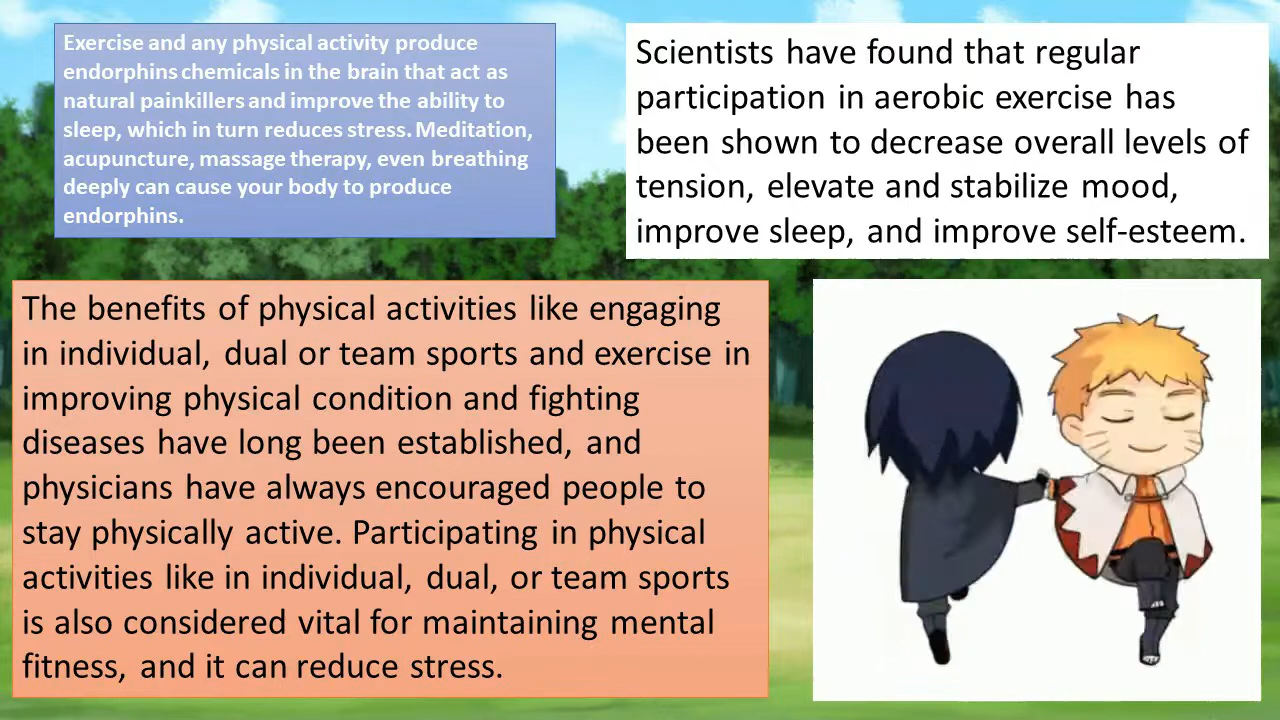 Exercise and any physical activity produce
endorphins chemicals in the brain that act as
natural painkillers and improve the ability to
sleep, which in turn reduces stress. Meditation,
acupuncture, massage therapy, even breathing
deeply can cause your body to produce
endorphins.
Scientists have found that regular
participation in aerobic exercise has
been shown to decrease overall levels of
tension, elevate and stabilize mood,
improve sleep, and improve self-esteem.
The benefits of physical activities like engaging
in individual, dual or team sports and exercise in
improving physical condition and fighting
diseases have long been established, and
physicians have always encouraged people to
stay physically active. Participating in physical
activities like in individual, dual, or team sports
is also considered vital for maintaining mental
fitness, and it can reduce stress.